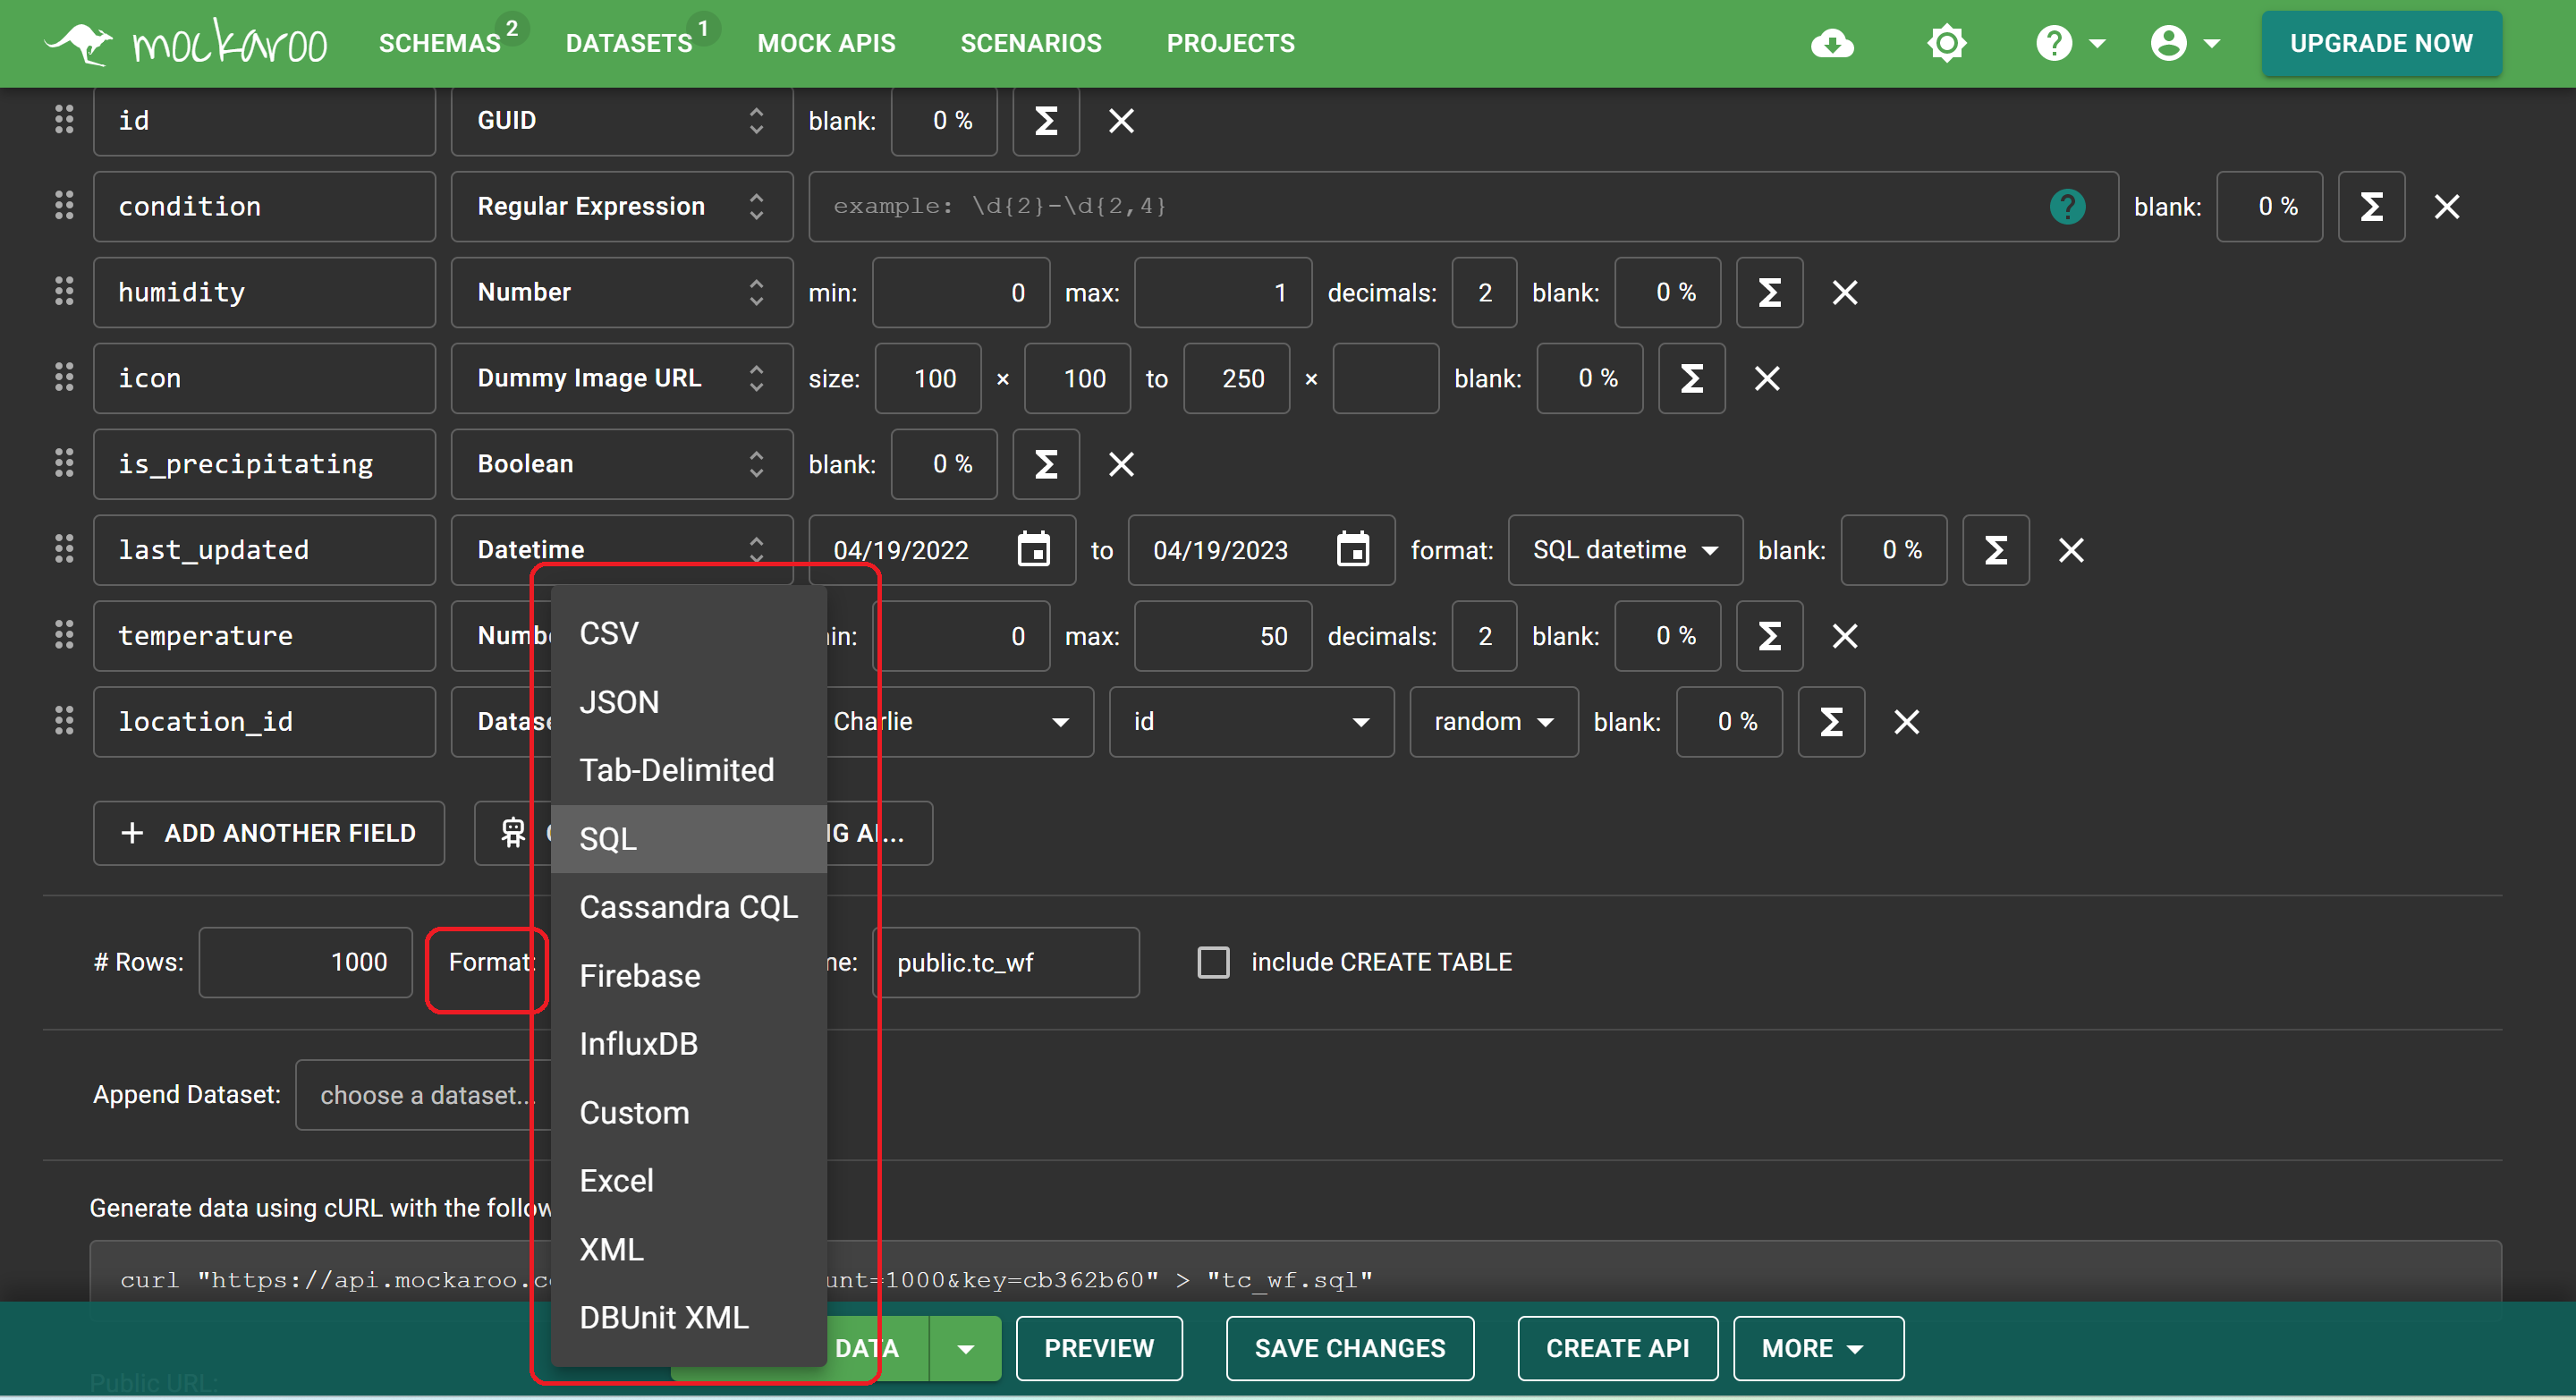 mockaroo SCHEMAS 2 DATASETS 1 MOCK APIS SCENARIOS PROJECTS ? UPGRADE NOW
id GUID blank: 0 % Σ
condition Regular Expression example: \d{2}-\d{2,4} ? blank: 0 % Σ
humidity Number min: 0 max: 1 decimals: 2 blank: 0 % Σ
icon Dummy Image URL size: 100 × 100 to 250 × blank: 0 % Σ
is_precipitating Boolean blank: 0 % Σ
last_updated Datetime 04/19/2022 to 04/19/2023 format: SQL datetime blank: 0 % Σ
temperature Numb in: 0 max: 50 decimals: 2 blank: 0 % Σ
location_id Datase Charlie id random blank: 0 % Σ
+ ADD ANOTHER FIELD G AI...
# Rows: 1000 Format: ne: public.tc_wf include CREATE TABLE
Append Dataset: choose a dataset...
Generate data using cURL with the follow
curl "https://api.mockaroo.c unt=1000&key=cb362b60" > "tc_wf.sql"
CSV
JSON
Tab-Delimited
SQL
Cassandra CQL
Firebase
InfluxDB
Custom
Excel
XML
DBUnit XML
DATA PREVIEW SAVE CHANGES CREATE API MORE
Public URL: